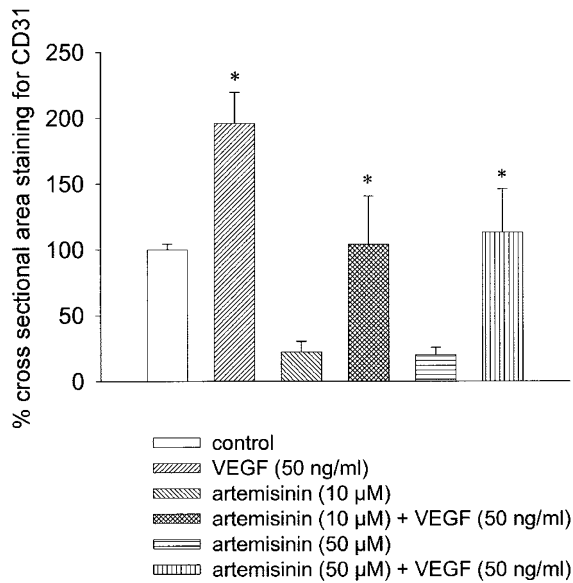 % cross sectional area staining for CD31
250
200
150
100
50
0
*
*
*
control
VEGF (50 ng/ml)
artemisinin (10 µM)
artemisinin (10 µM) + VEGF (50 ng/ml)
artemisinin (50 µM)
artemisinin (50 µM) + VEGF (50 ng/ml)